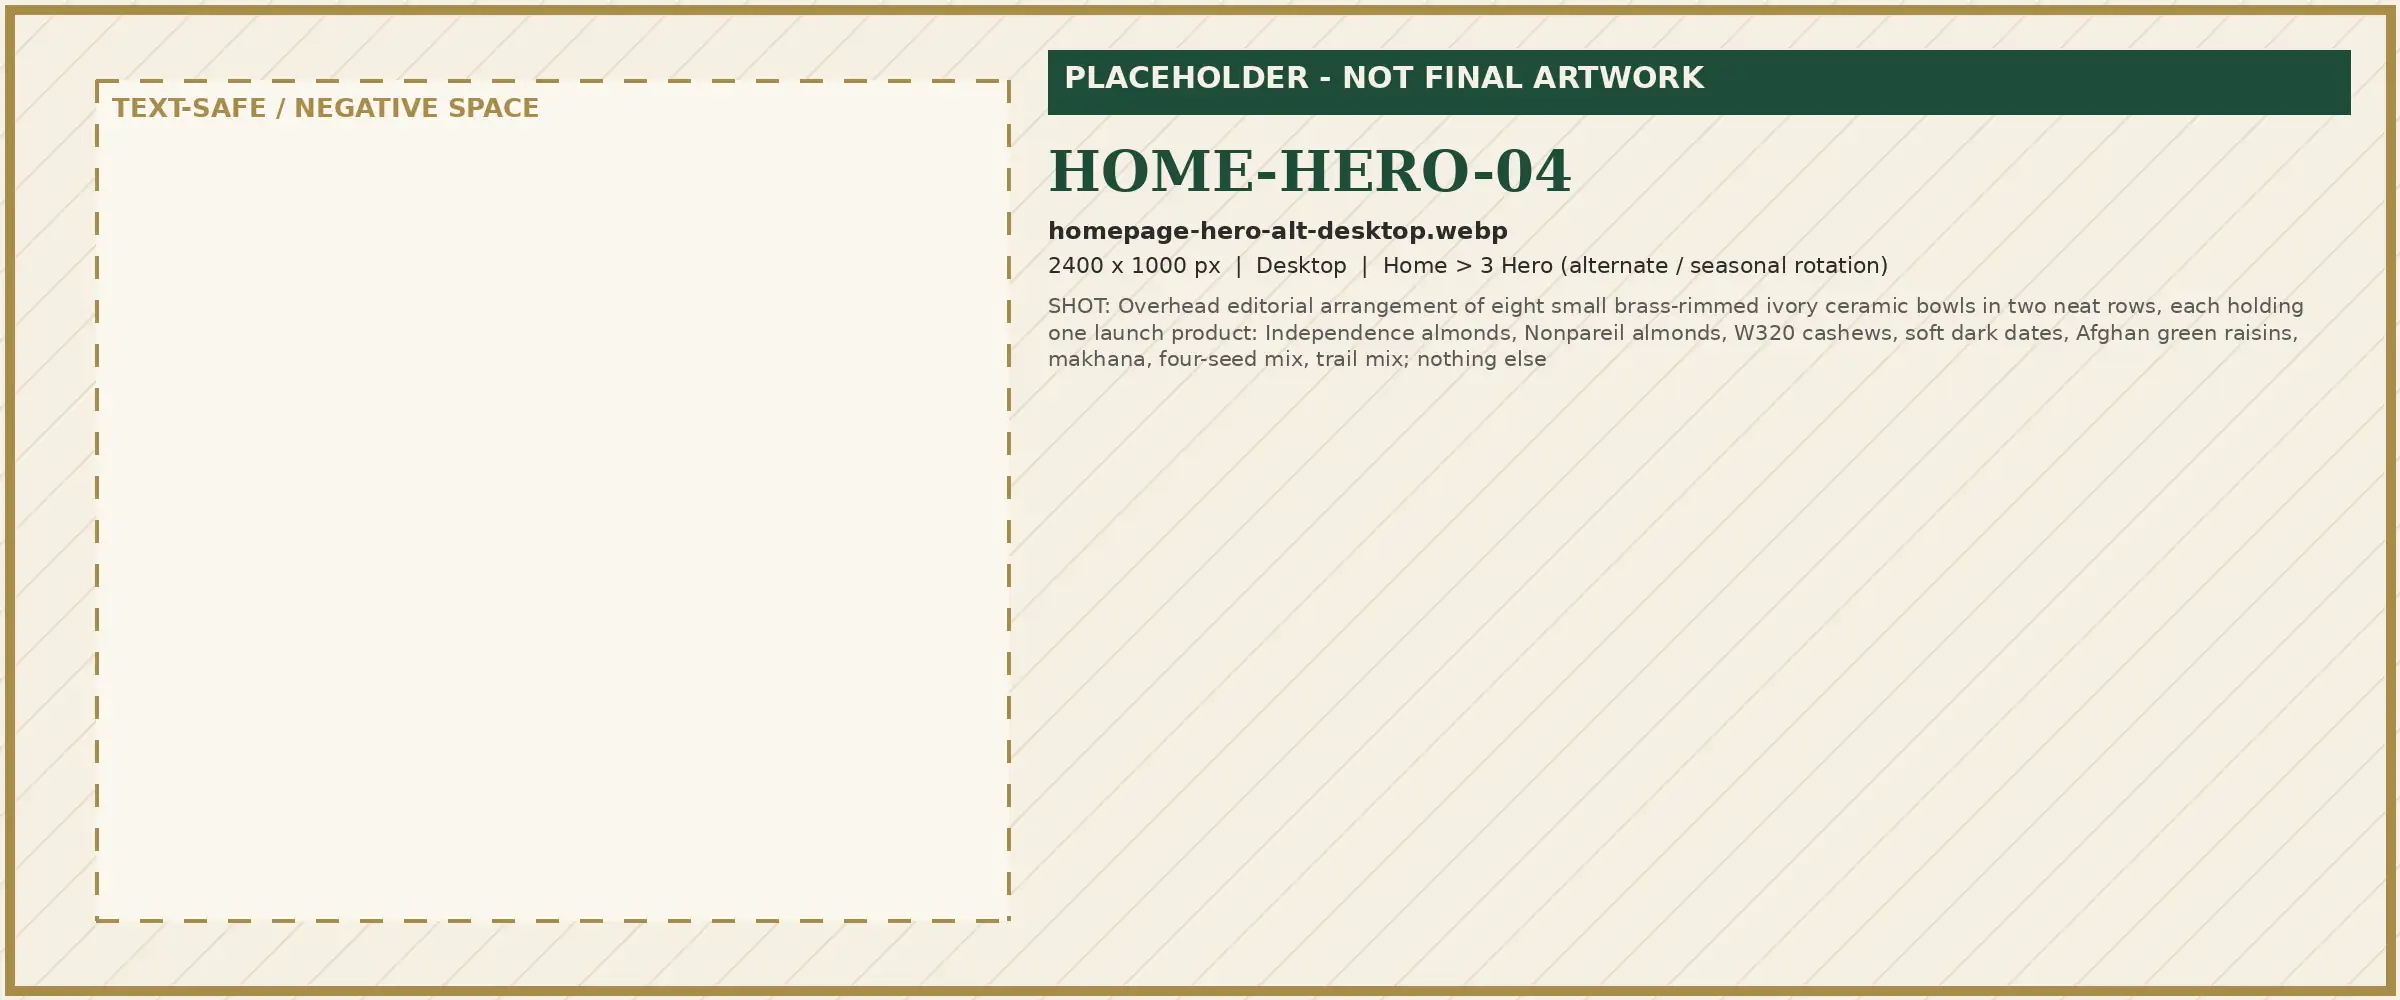 TEXT-SAFE / NEGATIVE SPACE
PLACEHOLDER - NOT FINAL ARTWORK
HOME-HERO-04
homepage-hero-alt-desktop.webp
2400 x 1000 px | Desktop | Home > 3 Hero (alternate / seasonal rotation)
SHOT: Overhead editorial arrangement of eight small brass-rimmed ivory ceramic bowls in two neat rows, each holding
one launch product: Independence almonds, Nonpareil almonds, W320 cashews, soft dark dates, Afghan green raisins,
makhana, four-seed mix, trail mix; nothing else